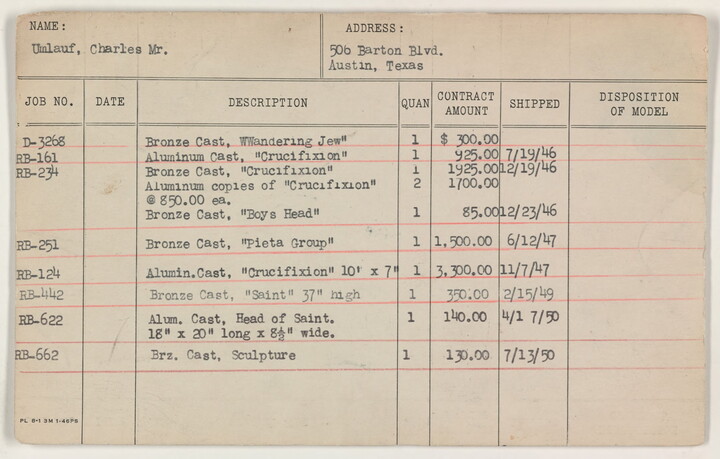 NAME: ADDRESS:
Umlauf, Charles Mr. 506 Barton Blvd.
Austin, Texas
JOB NO. DATE DESCRIPTION QUAN CONTRACT AMOUNT SHIPPED DISPOSITION OF MODEL
D-3268 Bronze Cast, WWandering Jew" 1 $ 300.00
RB-161 Aluminum Cast, "Crucifixion" 1 925.00 7/19/46
RB-234 Bronze Cast, "Crucifixion" 1 1925.00 12/19/46
Aluminum copies of "Crucifixion" 2 1700.00
@ 850.00 ea.
Bronze Cast, "Boys Head" 1 85.00 12/23/46
RB-251 Bronze Cast, "Pieta Group" 1 1,500.00 6/12/47
RB-124 Alumin.Cast, "Crucifixion" 10' x 7" 1 3,300.00 11/7/47
RB-442 Bronze Cast, "Saint" 37" high 1 350.00 2/15/49
RB-622 Alum. Cast, Head of Saint. 1 140.00 4/1 7/50
18" x 20" long x 8½" wide.
RB-662 Brz. Cast, Sculpture 1 130.00 7/13/50
PL 8-1 3M 1-46PS